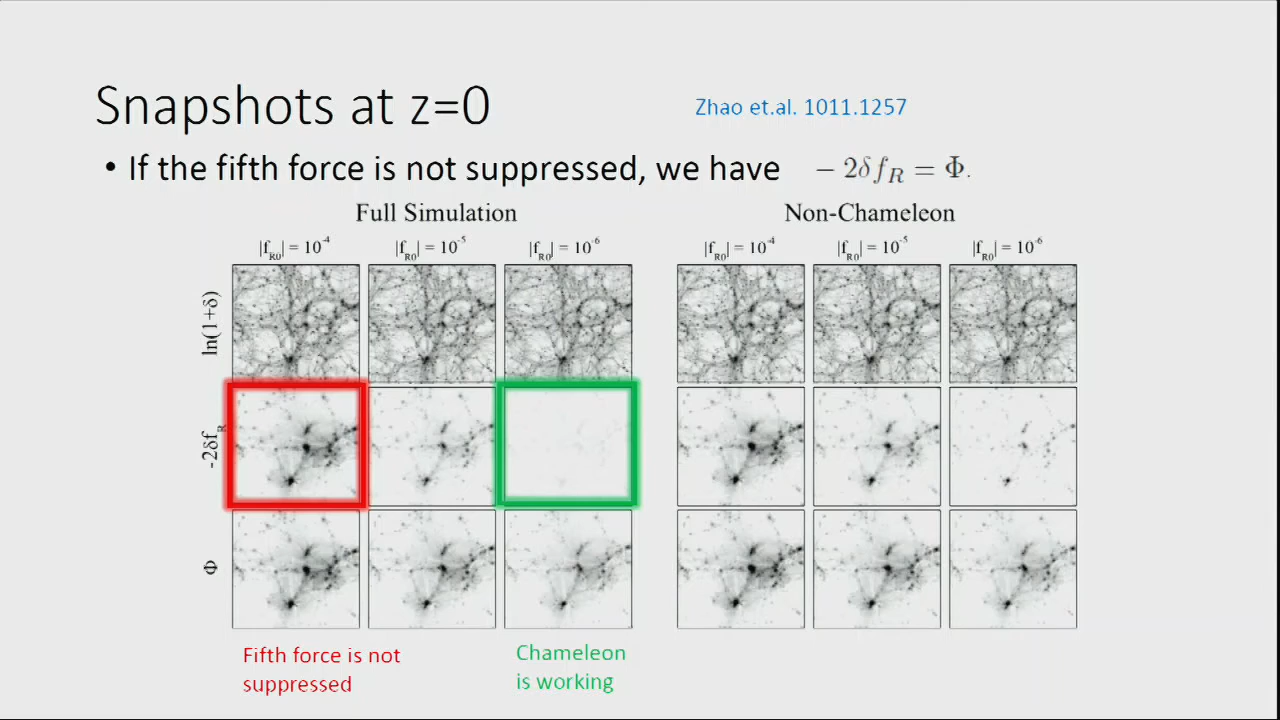 Snapshots at z=0
Zhao et.al. 1011.1257
• If the fifth force is not suppressed, we have − 2δf_R = Φ.
Full Simulation
Non-Chameleon
|f_R0| = 10^-4
|f_R0| = 10^-5
|f_R0| = 10^-6
|f_R0| = 10^-4
|f_R0| = 10^-5
|f_R0| = 10^-6
ln(1+δ)
-2δf_R
Φ
Fifth force is not
suppressed
Chameleon
is working